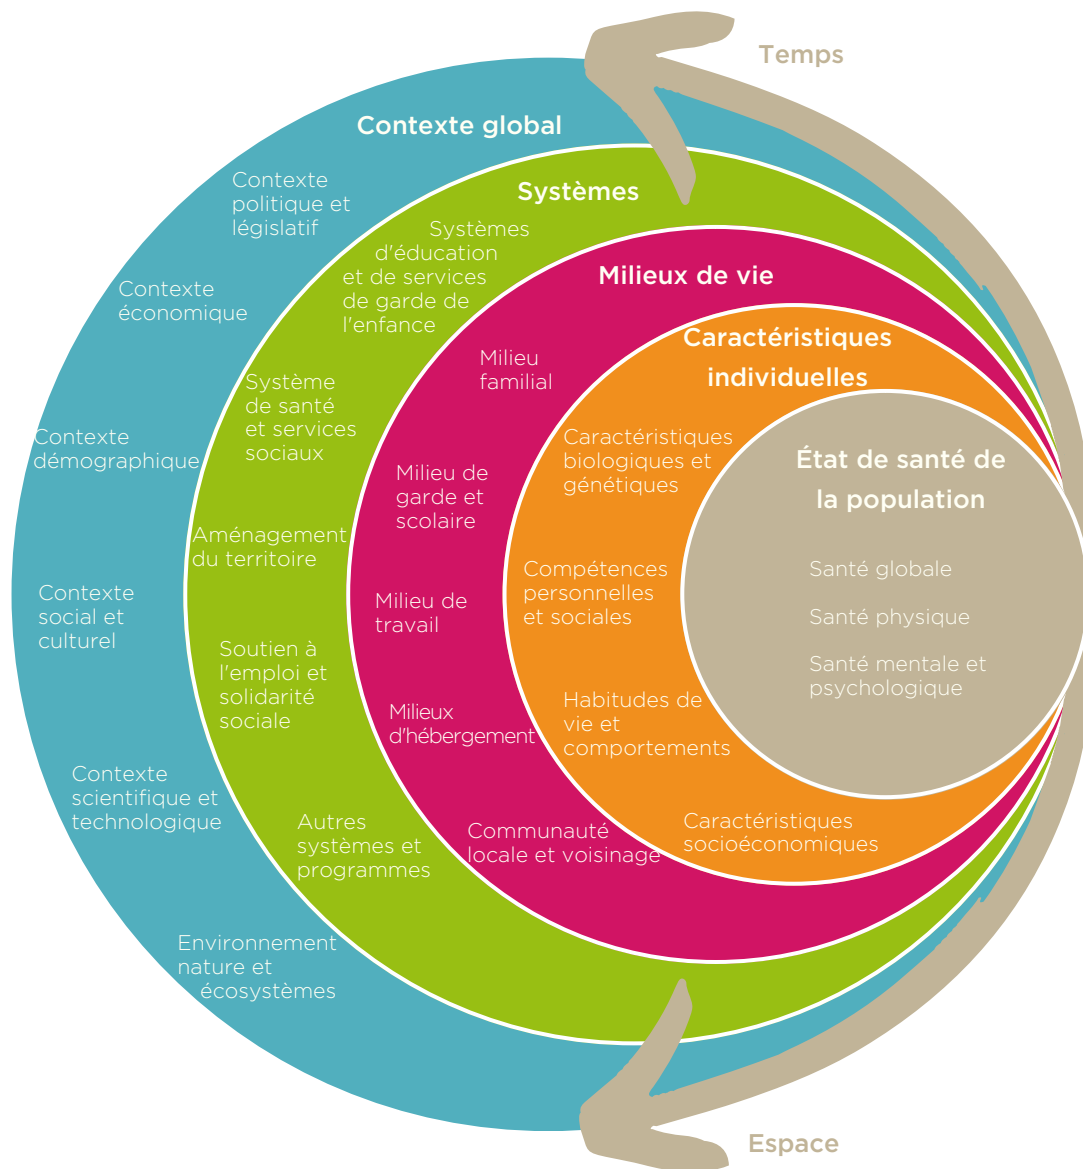 Temps
Contexte global
Contexte
politique et
législatif
Contexte
économique
Contexte
démographique
Contexte
social et
culturel
Contexte
scientifique et
technologique
Environnement
nature et
écosystèmes
Systèmes
Systèmes
d'éducation
et de services
de garde de
l'enfance
Système
de santé
et services
sociaux
Aménagement
du territoire
Soutien à
l'emploi et
solidarité
sociale
Autres
systèmes et
programmes
Milieux de vie
Milieu
familial
Milieu de
garde et
scolaire
Milieu de
travail
Milieux
d'hébergement
Communauté
locale et voisinage
Caractéristiques
individuelles
Caractéristiques
biologiques et
génétiques
Compétences
personnelles
et sociales
Habitudes de
vie et
comportements
Caractéristiques
socioéconomiques
État de santé de
la population
Santé globale
Santé physique
Santé mentale et
psychologique
Espace